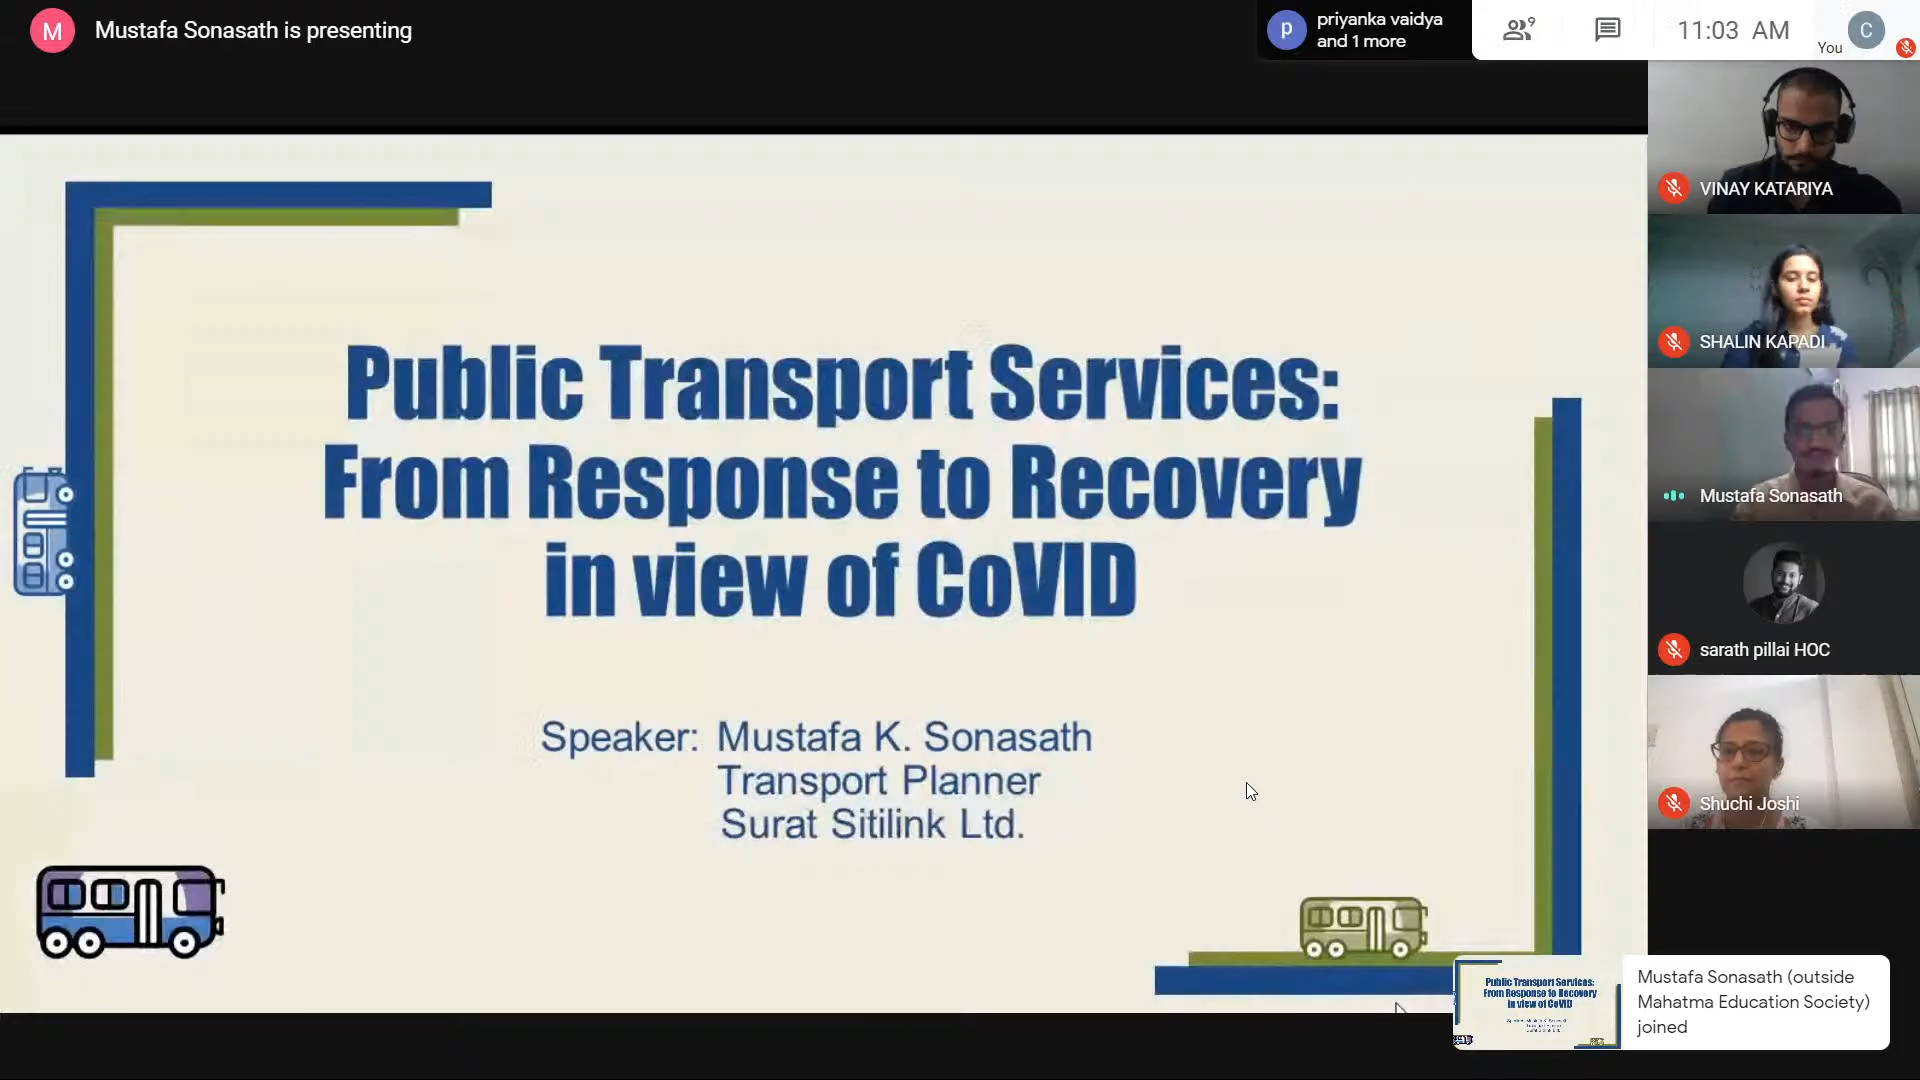 M
Mustafa Sonasath is presenting
p
priyanka vaidya
and 1 more
9
11:03 AM
You
C
VINAY KATARIYA
SHALIN KAPADI
Mustafa Sonasath
sarath pillai HOC
Shuchi Joshi
Public Transport Services:
From Response to Recovery
in view of CoVID
Speaker: Mustafa K. Sonasath
Transport Planner
Surat Sitilink Ltd.
Public Transport Services:
From Response to Recovery
in view of CoVID
Mustafa Sonasath (outside
Mahatma Education Society)
joined